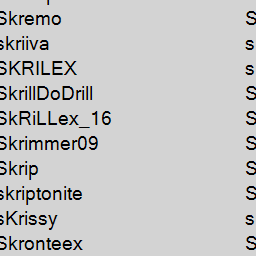 Skremo S
skriiva s
SKRILEX s
SkrillDoDrill S
SkRiLLex_16 S
Skrimmer09 S
Skrip S
skriptonite s
sKrissy s
Skronteex S